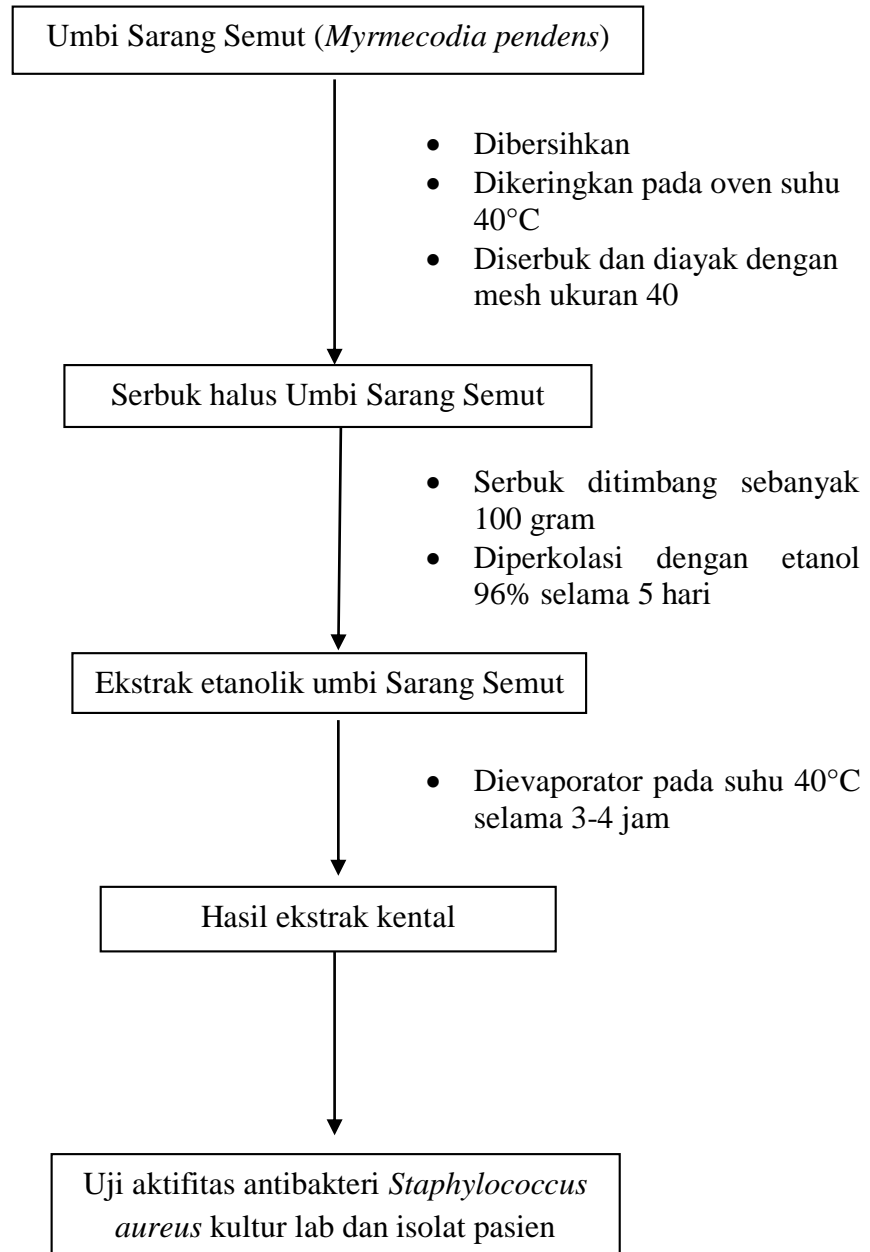 Umbi Sarang Semut (Myrmecodia pendens)
• Dibersihkan
• Dikeringkan pada oven suhu
40°C
• Diserbuk dan diayak dengan
mesh ukuran 40
Serbuk halus Umbi Sarang Semut
• Serbuk ditimbang sebanyak
100 gram
• Diperkolasi dengan etanol
96% selama 5 hari
Ekstrak etanolik umbi Sarang Semut
• Dievaporator pada suhu 40°C
selama 3-4 jam
Hasil ekstrak kental
Uji aktifitas antibakteri Staphylococcus
aureus kultur lab dan isolat pasien